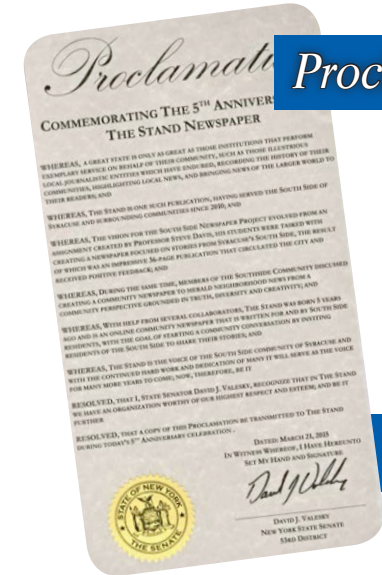 Proclamati
Proc
COMMEMORATING THE 5TH ANNIVERS
THE STAND NEWSPAPER
WHEREAS, A GREAT STATE IS ONLY AS GREAT AS THOSE INSTITUTIONS THAT PERFORM
EXEMPLARY SERVICE ON BEHALF OF THEIR COMMUNITY, SUCH AS THOSE ILLUSTRIOUS
LOCAL JOURNALISTIC ENTITIES WHICH HAVE ENDURED, RECORDING THE HISTORY OF THEIR
COMMUNITIES, HIGHLIGHTING LOCAL NEWS, AND BRINGING NEWS OF THE LARGER WORLD TO
THEIR READERS; AND
WHEREAS, THE STAND IS ONE SUCH PUBLICATION, HAVING SERVED THE SOUTH SIDE OF
SYRACUSE AND SURROUNDING COMMUNITIES SINCE 2010; AND
WHEREAS, THE VISION FOR THE SOUTH SIDE NEWSPAPER PROJECT EVOLVED FROM AN
ASSIGNMENT CREATED BY PROFESSOR STEVE DAVIS, HIS STUDENTS WERE TASKED WITH
CREATING A NEWSPAPER FOCUSED ON STORIES FROM SYRACUSE'S SOUTH SIDE, THE RESULT
OF WHICH WAS AN IMPRESSIVE 36-PAGE PUBLICATION THAT CIRCULATED THE CITY AND
RECEIVED POSITIVE FEEDBACK; AND
WHEREAS, DURING THE SAME TIME, MEMBERS OF THE SOUTHSIDE COMMUNITY DISCUSSED
CREATING A COMMUNITY NEWSPAPER TO HERALD NEIGHBORHOOD NEWS FROM A
COMMUNITY PERSPECTIVE GROUNDED IN TRUTH, DIVERSITY AND CREATIVITY; AND
WHEREAS, WITH HELP FROM SEVERAL COLLABORATORS, THE STAND WAS BORN 5 YEARS
AGO AND IS AN ONLINE COMMUNITY NEWSPAPER THAT IS WRITTEN FOR AND BY SOUTH SIDE
RESIDENTS, WITH THE GOAL OF STARTING A COMMUNITY CONVERSATION BY INVITING
RESIDENTS OF THE SOUTH SIDE TO SHARE THEIR STORIES, AND
WHEREAS, THE STAND IS THE VOICE OF THE SOUTH SIDE COMMUNITY OF SYRACUSE AND
WITH THE CONTINUED HARD WORK AND DEDICATION OF MANY IT WILL SERVE AS THE VOICE
FOR MANY MORE YEARS TO COME; NOW, THEREFORE, BE IT
RESOLVED, THAT I, STATE SENATOR DAVID J. VALESKY, RECOGNIZE THAT IN THE STAND
WE HAVE AN ORGANIZATION WORTHY OF OUR HIGHEST RESPECT AND ESTEEM; AND BE IT
FURTHER
RESOLVED, THAT A COPY OF THIS PROCLAMATION BE TRANSMITTED TO THE STAND
DURING TODAY'S 5TH ANNIVERSARY CELEBRATION .
DATED: MARCH 21, 2015
IN WITNESS WHEREOF, I HAVE HEREUNTO
SET MY HAND AND SIGNATURE
David J Valesky
STATE OF NEW YORK
THE SENATE
DAVID J. VALESKY
NEW YORK STATE SENATE
53RD DISTRICT